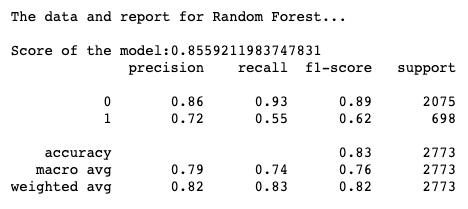 The data and report for Random Forest...
Score of the model:0.8559211983747831
precision recall f1-score support
0 0.86 0.93 0.89 2075
1 0.72 0.55 0.62 698
accuracy 0.83 2773
macro avg 0.79 0.74 0.76 2773
weighted avg 0.82 0.83 0.82 2773